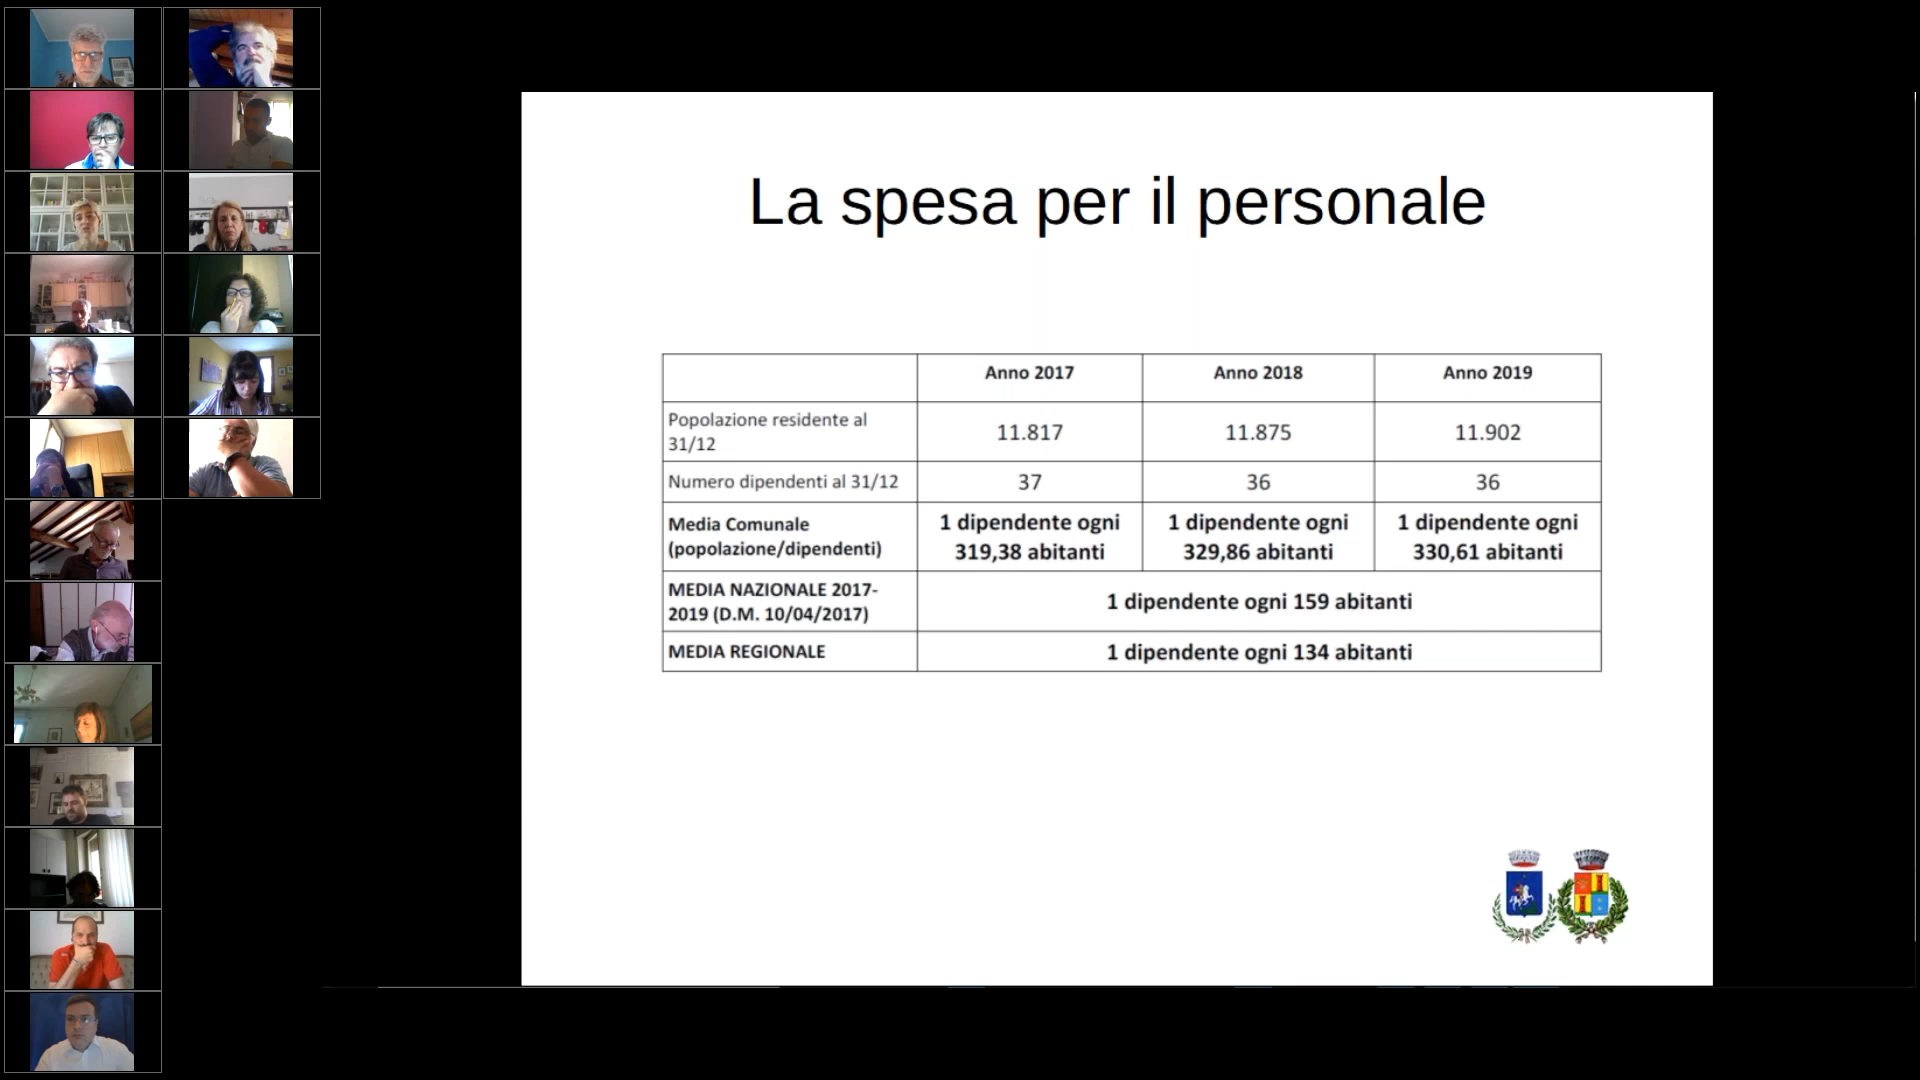 La spesa per il personale
Anno 2017 Anno 2018 Anno 2019
Popolazione residente al
31/12
11.817 11.875 11.902
Numero dipendenti al 31/12 37 36 36
Media Comunale
(popolazione/dipendenti)
1 dipendente ogni
319,38 abitanti
1 dipendente ogni
329,86 abitanti
1 dipendente ogni
330,61 abitanti
MEDIA NAZIONALE 2017-
2019 (D.M. 10/04/2017)
1 dipendente ogni 159 abitanti
MEDIA REGIONALE 1 dipendente ogni 134 abitanti